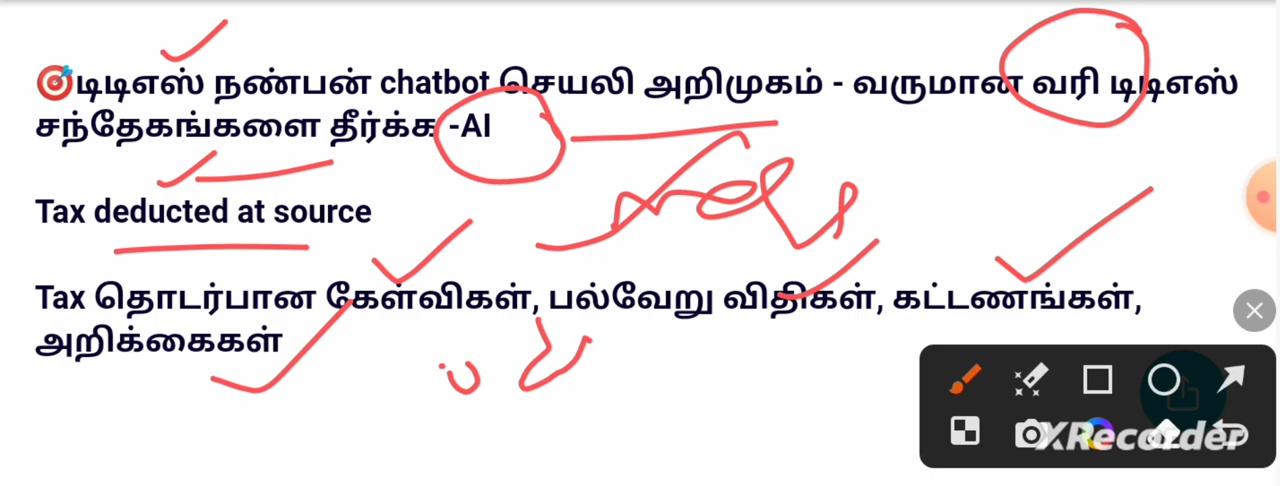 🎯டிடிஎஸ் நண்பன் chatbot செயலி அறிமுகம் - வருமான வரி டிடிஎஸ்
சந்தேகங்களை தீர்க்க -AI
Tax deducted at source
Tax தொடர்பான கேள்விகள், பல்வேறு விதிகள், கட்டணங்கள்,
அறிக்கைகள்
XRecorder